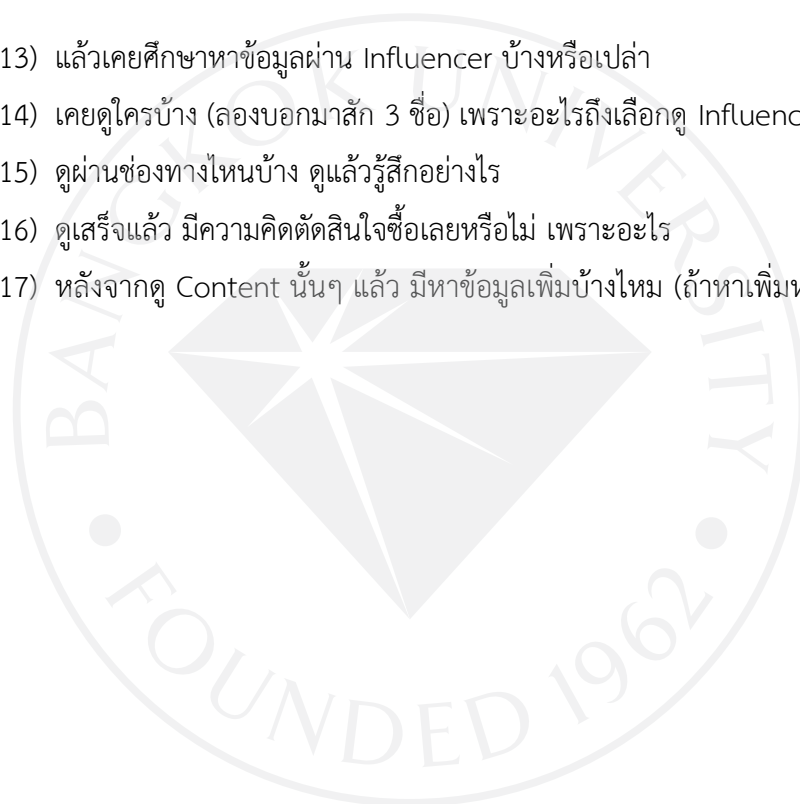 13) แล้วเคยศึกษาหาข้อมูลผ่าน Influencer บ้างหรือเปล่า
14) เคยดูใครบ้าง (ลองบอกมาสัก 3 ชื่อ) เพราะอะไรถึงเลือกดู
15) ดูผ่านช่องทางไหนบ้าง ดูแล้วรู้สึกอย่างไร
16) ดูเสร็จแล้ว มีความคิดตัดสินใจซื้อเลยหรือไม่ เพราะอะไร
17) หลังจากดู Content นั้นๆ แล้ว มีหาข้อมูลเพิ่มบ้างไหม
BANGKOK UNIVERSITY
FOUNDED 1962